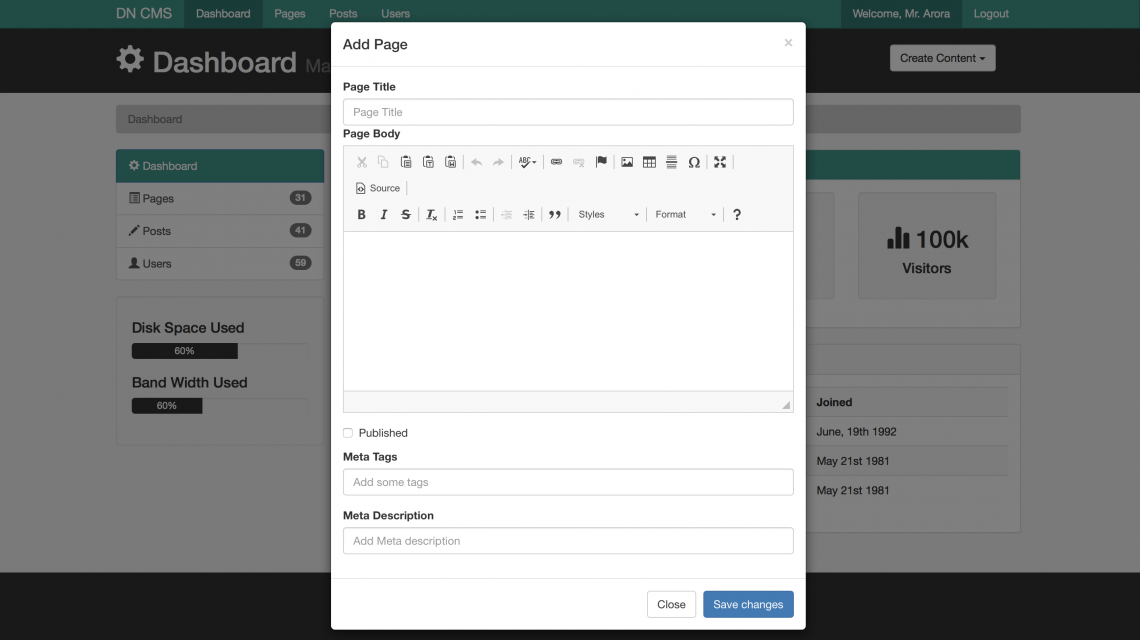 DN CMS Dashboard Pages Posts Users Welcome, Mr. Arora Logout
Add Page ×
Dashboard Ma
Create Content
Dashboard
Page Title
Page Title
Page Body
ABC
Source
B I S Tx Ω
Styles Format ?
Dashboard
Pages 31
Posts 41
Users 59
Disk Space Used
60%
Band Width Used
60%
100k
Visitors
Joined
June, 19th 1992
May 21st 1981
May 21st 1981
Published
Meta Tags
Add some tags
Meta Description
Add Meta description
Close Save changes